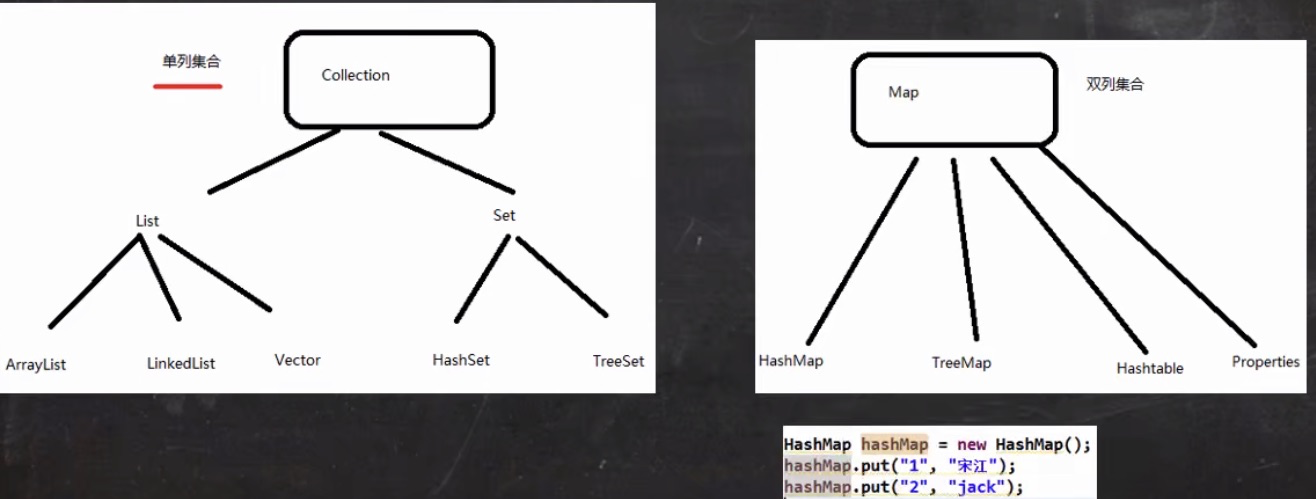 单列集合
Collection
List
Set
ArrayList
LinkedList
Vector
HashSet
TreeSet
Map
双列集合
HashMap
TreeMap
Hashtable
Properties
HashMap hashMap = new HashMap();
hashMap.put("1", "宋江");
hashMap.put("2", "jack");